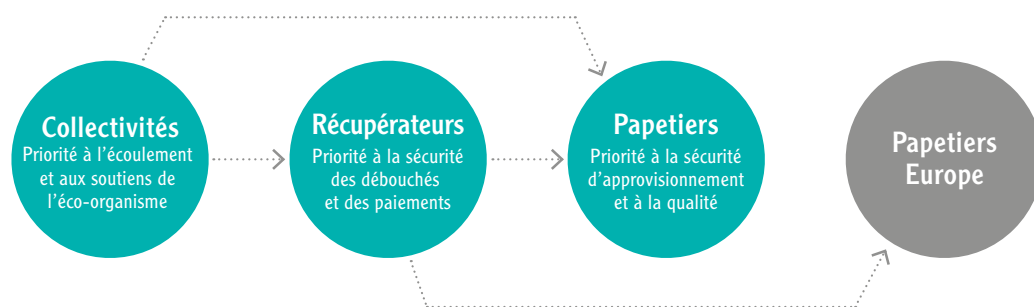 Collectivités
Priorité à l'écoulement
et aux soutiens de
l'éco-organisme
Récupérateurs
Priorité à la sécurité
des débouchés
et des paiements
Papetiers
Priorité à la sécurité
d'approvisionnement
et à la qualité
Papetiers
Europe